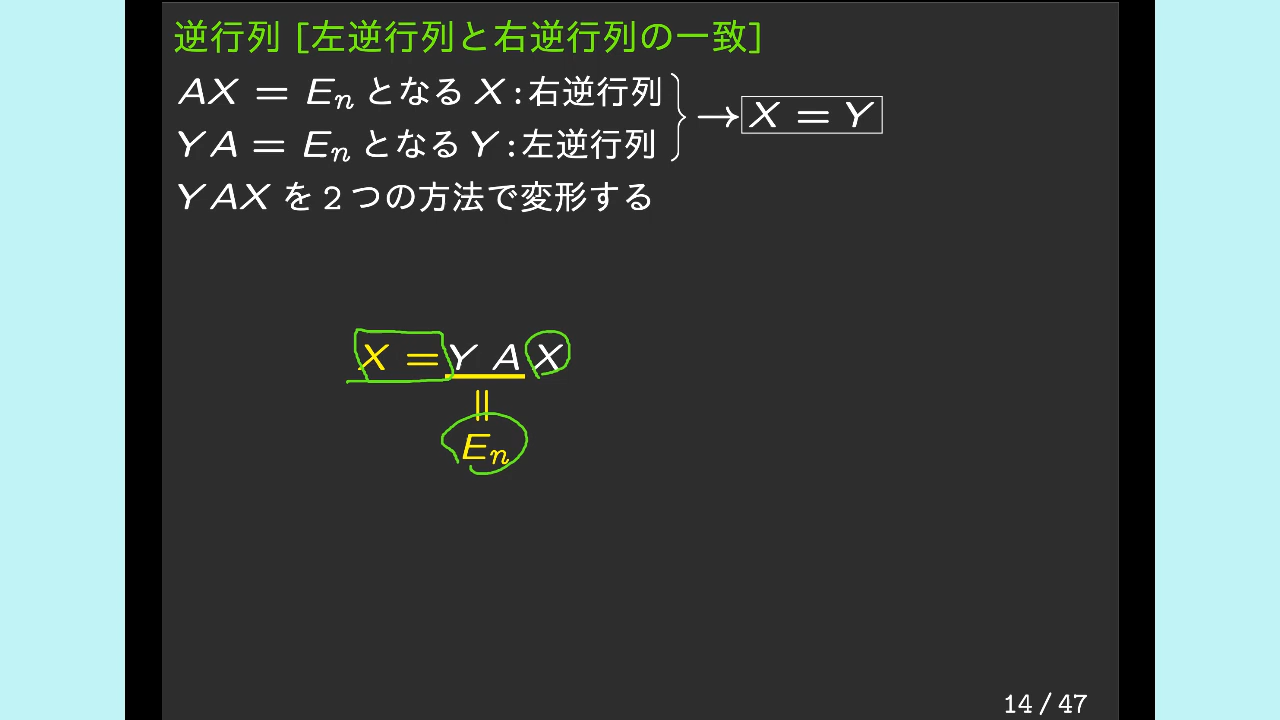 逆行列 [左逆行列と右逆行列の一致]
AX = Eₙ となる X : 右逆行列
YA = Eₙ となる Y : 左逆行列
→ X = Y
YAX を 2 つの方法で変形する
X = Y A X
||
Eₙ
14 / 47